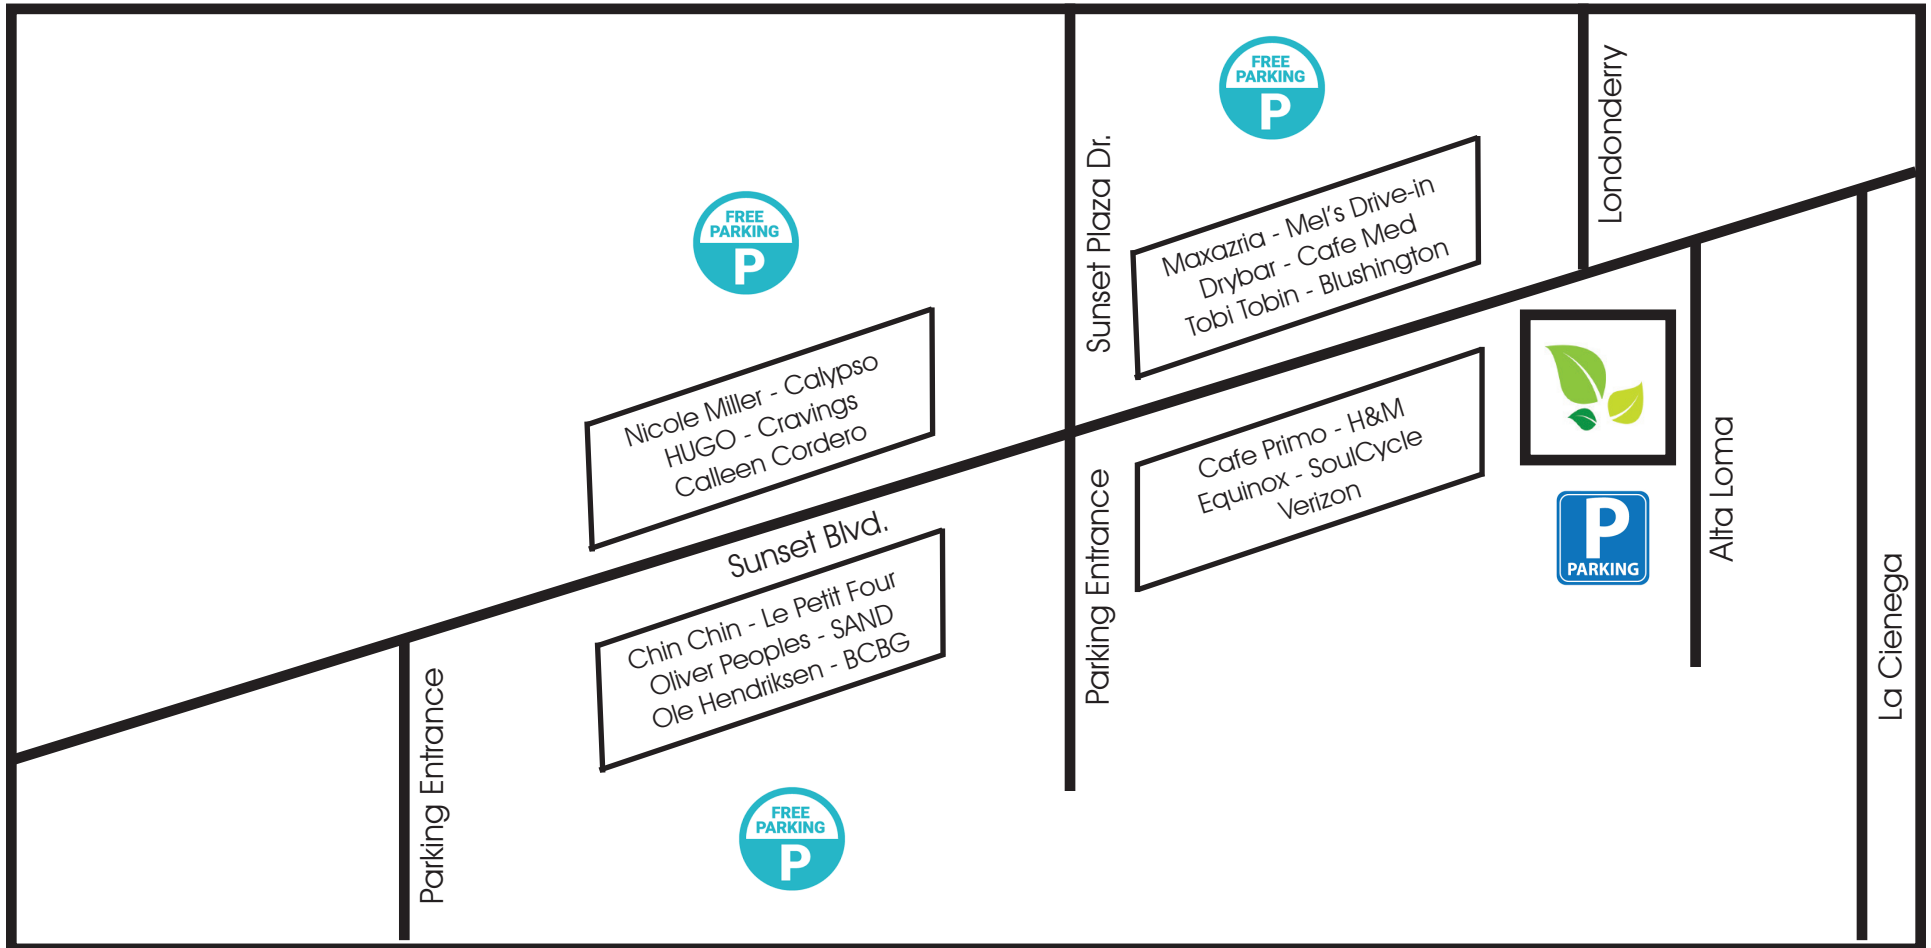 FREE
PARKING
P
Londonderry
Sunset Plaza Dr.
Maxazria - Mel's Drive-in
Drybar - Cafe Med
Tobi Tobin - Blushington
FREE
PARKING
P
Nicole Miller - Calypso
HUGO - Cravings
Calleen Cordero
Sunset Blvd.
Cafe Primo - H&M
Equinox - SoulCycle
Verizon
P
PARKING
Alta Loma
La Cienega
Parking Entrance
Chin Chin - Le Petit Four
Oliver Peoples - SAND
Ole Hendriksen - BCBG
Parking Entrance
FREE
PARKING
P